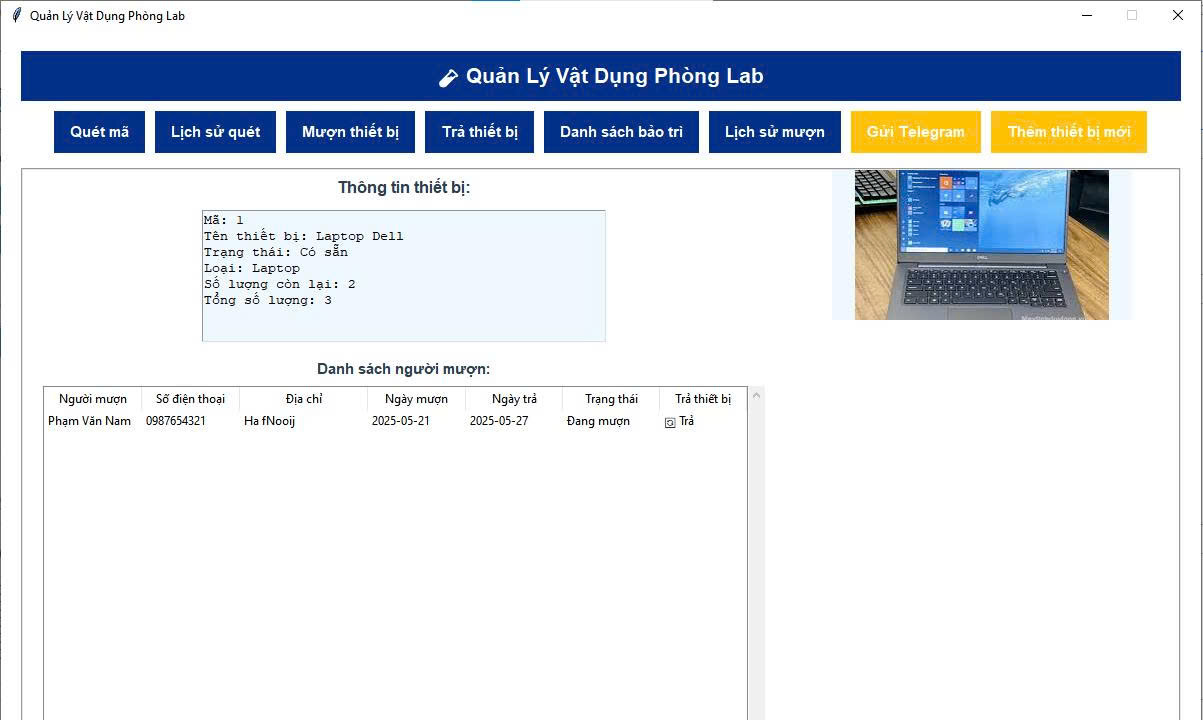 Quản Lý Vật Dụng Phòng Lab
Quản Lý Vật Dụng Phòng Lab
Quét mã Lịch sử quét Mượn thiết bị Trả thiết bị Danh sách bảo trì Lịch sử mượn Gửi Telegram Thêm thiết bị mới
Thông tin thiết bị:
Mã: 1
Tên thiết bị: Laptop Dell
Trạng thái: Có sẵn
Loại: Laptop
Số lượng còn lại: 2
Tổng số lượng: 3
DELL
Danh sách người mượn:
Người mượn Số điện thoại Địa chỉ Ngày mượn Ngày trả Trạng thái Trả thiết bị
Phạm Văn Nam 0987654321 Ha fNooij 2025-05-21 2025-05-27 Đang mượn Trả